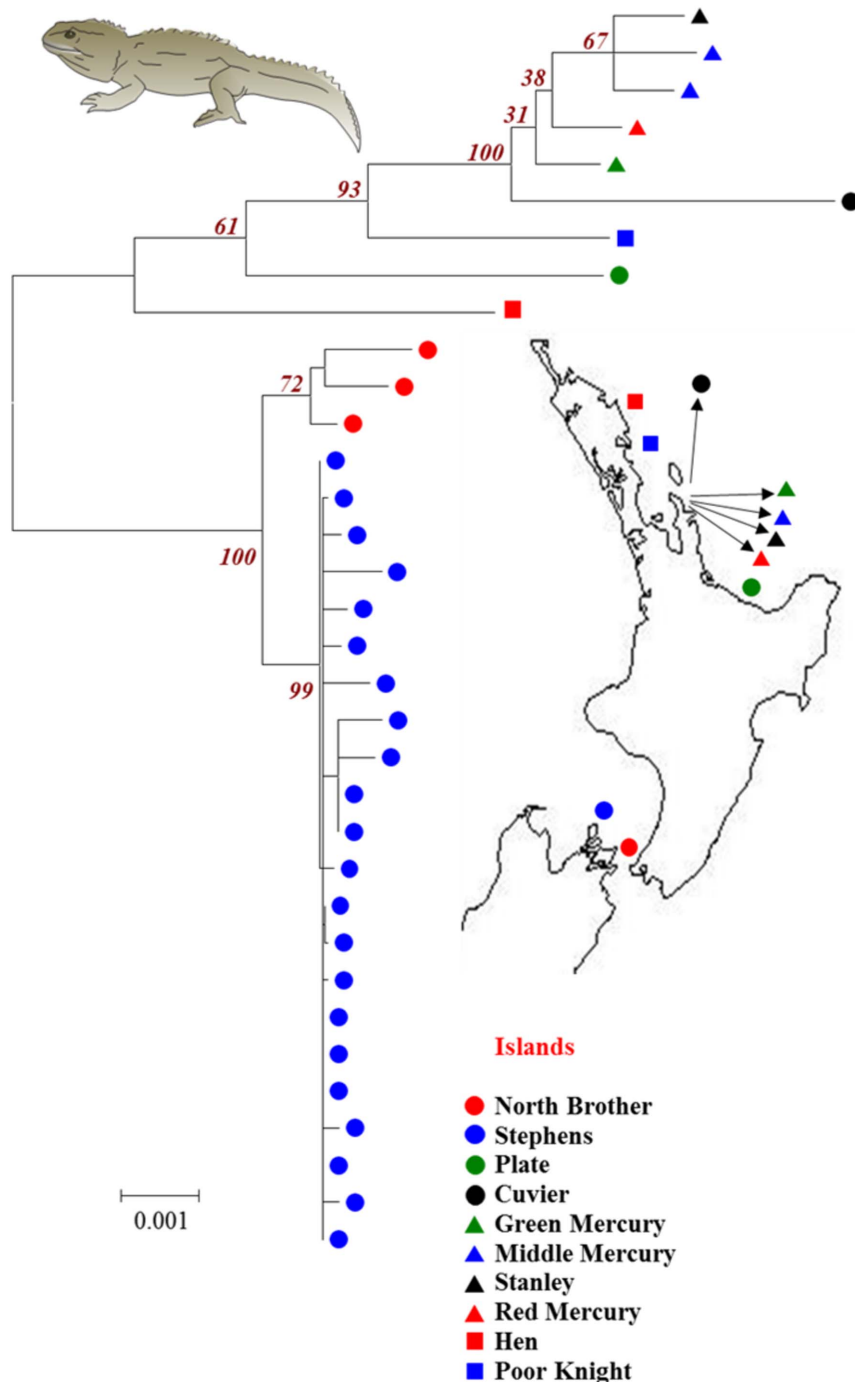 67
38
31
100
93
61
72
100
99
0.001
Islands
North Brother
Stephens
Plate
Cuvier
Green Mercury
Middle Mercury
Stanley
Red Mercury
Hen
Poor Knight